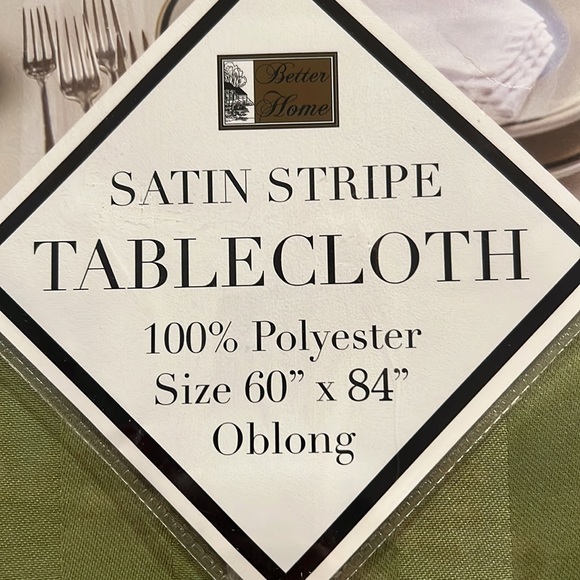 Better
Home
SATIN STRIPE
TABLECLOTH
100% Polyester
Size 60” x 84”
Oblong